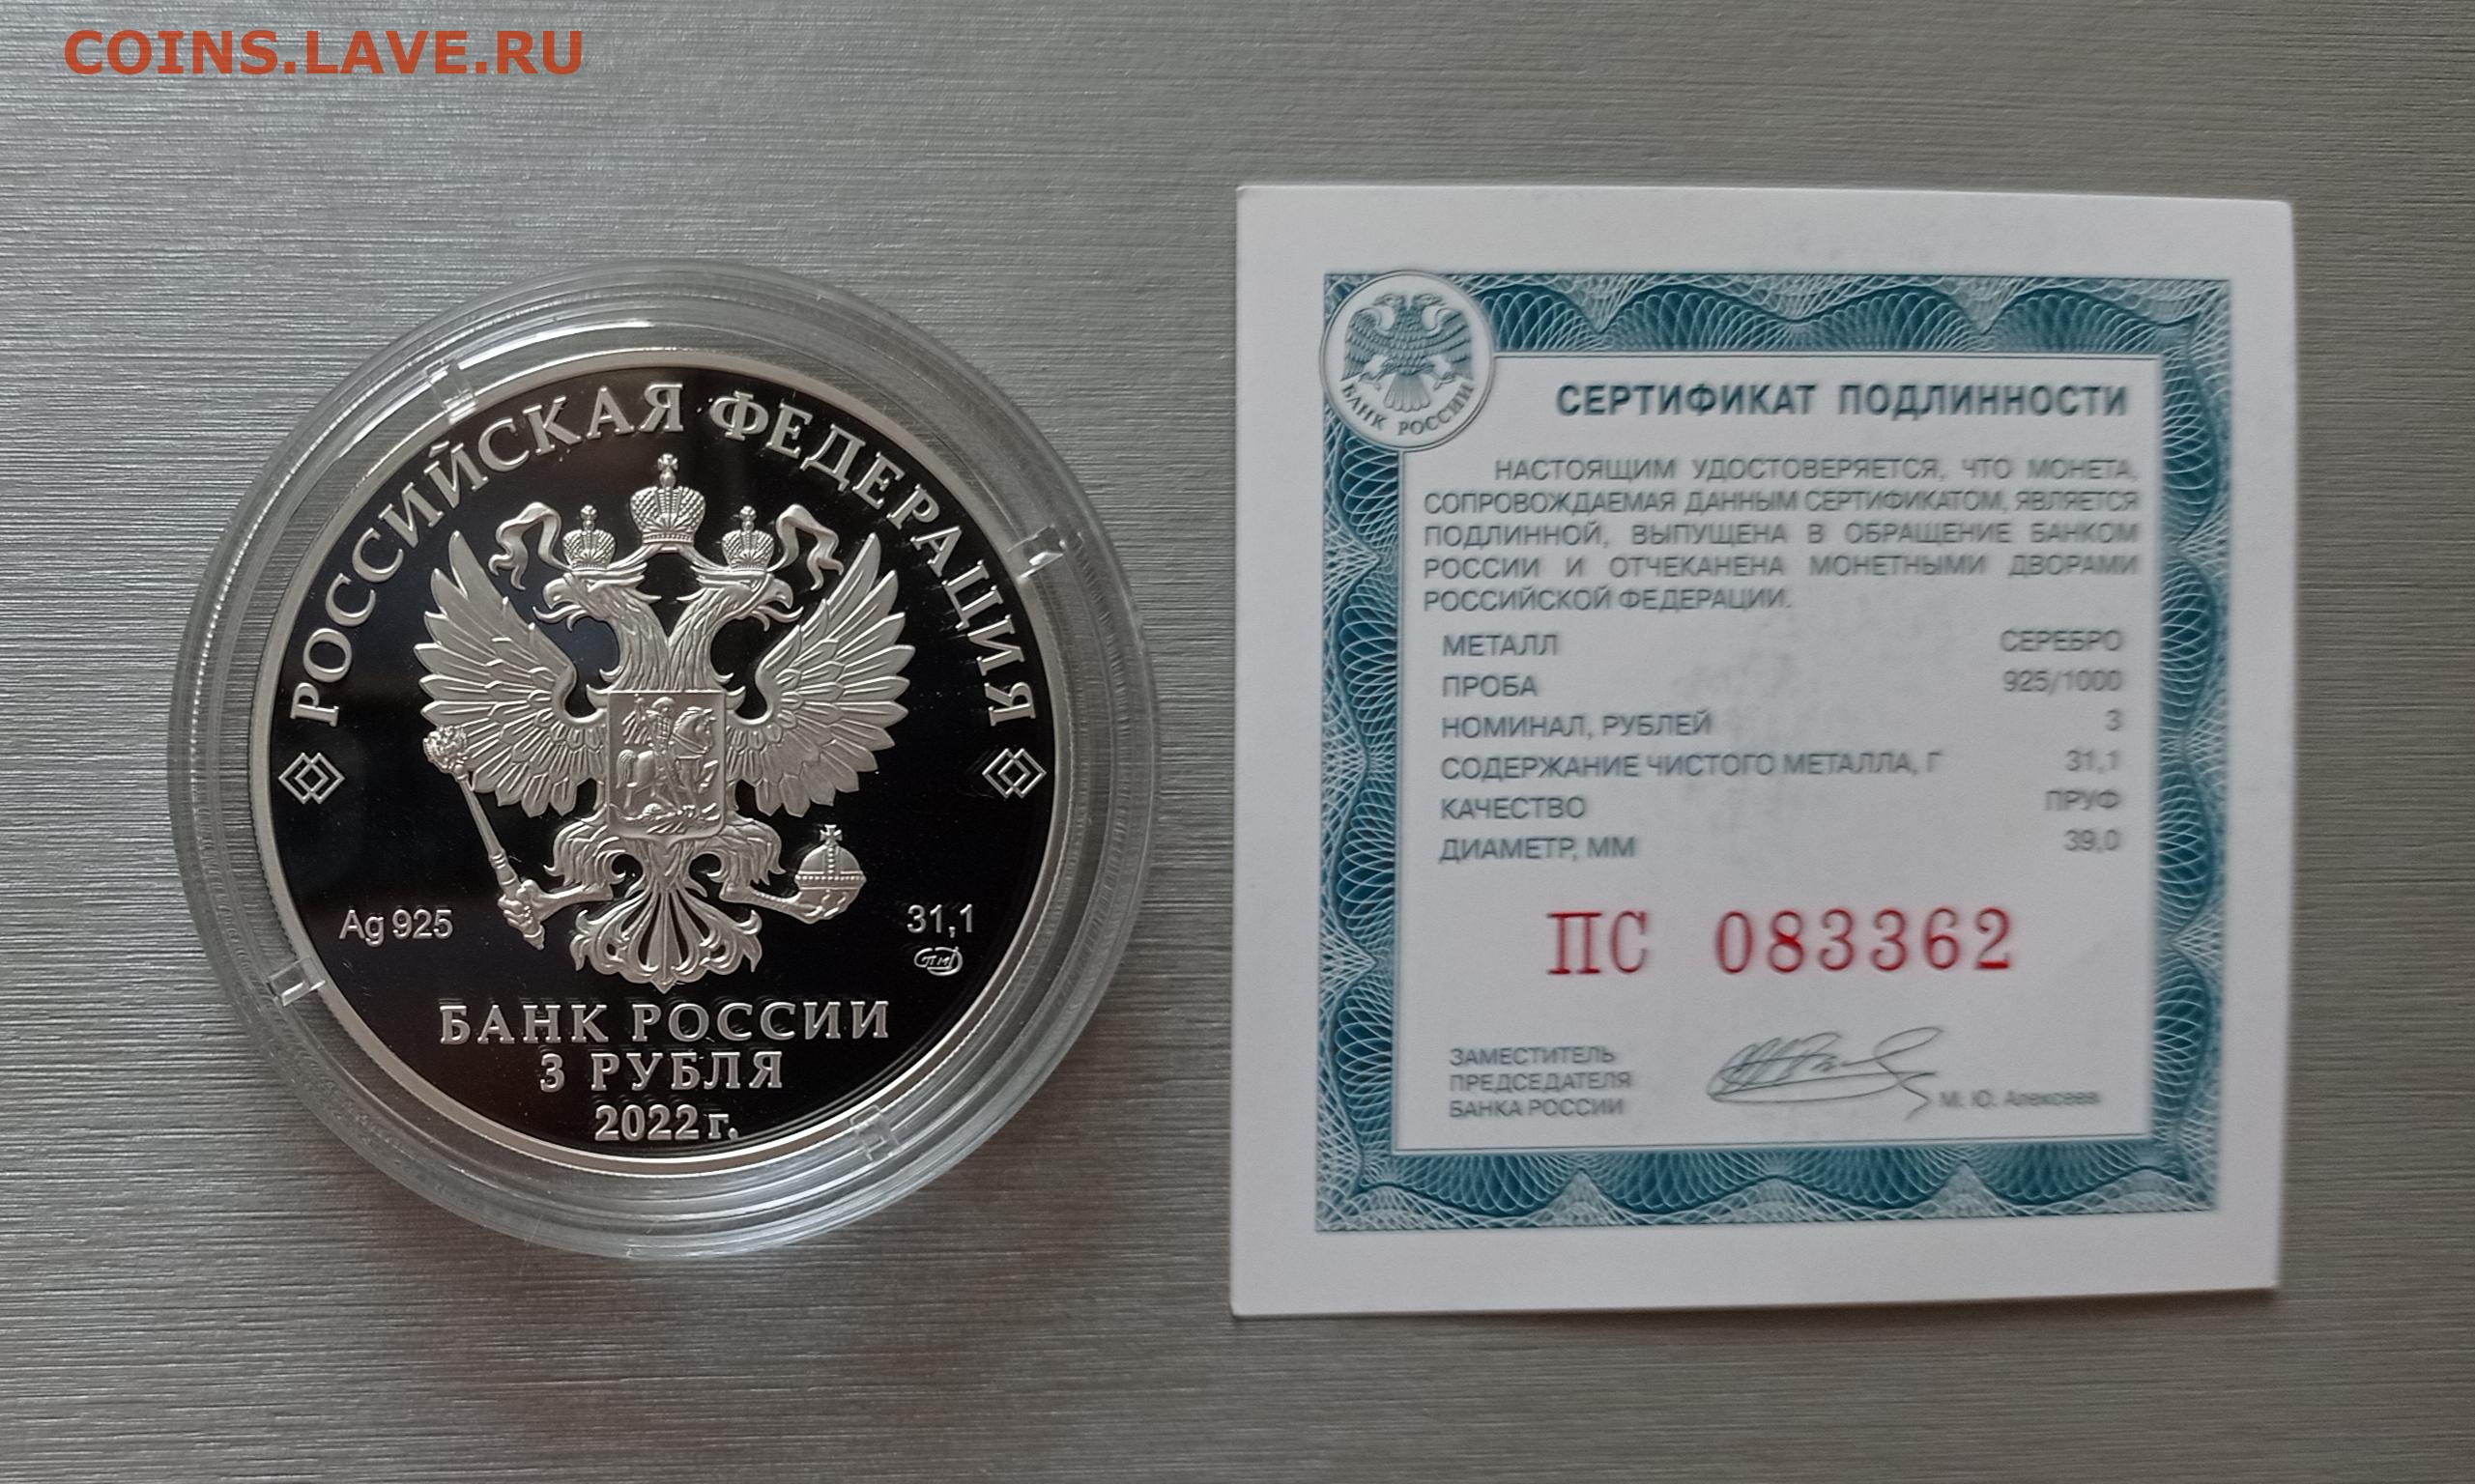 COINS.LAVE.RU
РОССИЙСКАЯ ФЕДЕРАЦИЯ
Ag 925
31,1
БАНК РОССИИ
3 РУБЛЯ
2022 г.
БАНК РОССИИ
СЕРТИФИКАТ ПОДЛИННОСТИ
НАСТОЯЩИМ УДОСТОВЕРЯЕТСЯ, ЧТО МОНЕТА,
СОПРОВОЖДАЕМАЯ ДАННЫМ СЕРТИФИКАТОМ, ЯВЛЯЕТСЯ
ПОДЛИННОЙ, ВЫПУЩЕНА В ОБРАЩЕНИЕ БАНКОМ
РОССИИ И ОТЧЕКАНЕНА МОНЕТНЫМИ ДВОРАМИ
РОССИЙСКОЙ ФЕДЕРАЦИИ.
МЕТАЛЛ СЕРЕБРО
ПРОБА 925/1000
НОМИНАЛ, РУБЛЕЙ 3
СОДЕРЖАНИЕ ЧИСТОГО МЕТАЛЛА, Г 31,1
КАЧЕСТВО ПРУФ
ДИАМЕТР, ММ 39,0
ПС 083362
ЗАМЕСТИТЕЛЬ
ПРЕДСЕДАТЕЛЯ
БАНКА РОССИИ
М. Ю. Алексеев